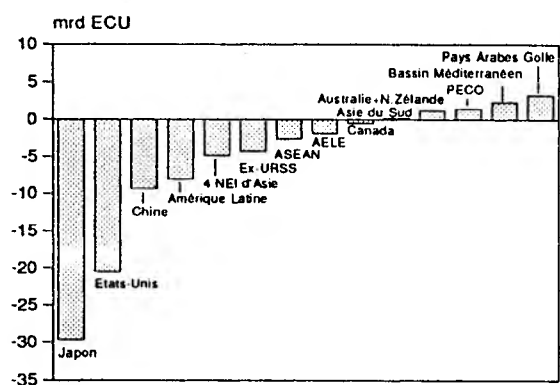 mrd ECU
10
5
0
-5
-10
-15
-20
-25
-30
-35
Japon
Etats-Unis
Chine
Amérique Latine
4 NEI d'Asie
Ex-URSS
ASEAN
AELE
Canada
Asie du Sud
Australie+N.Zélande
PECO
Bassin Méditerranéen
Pays Arabes Golle